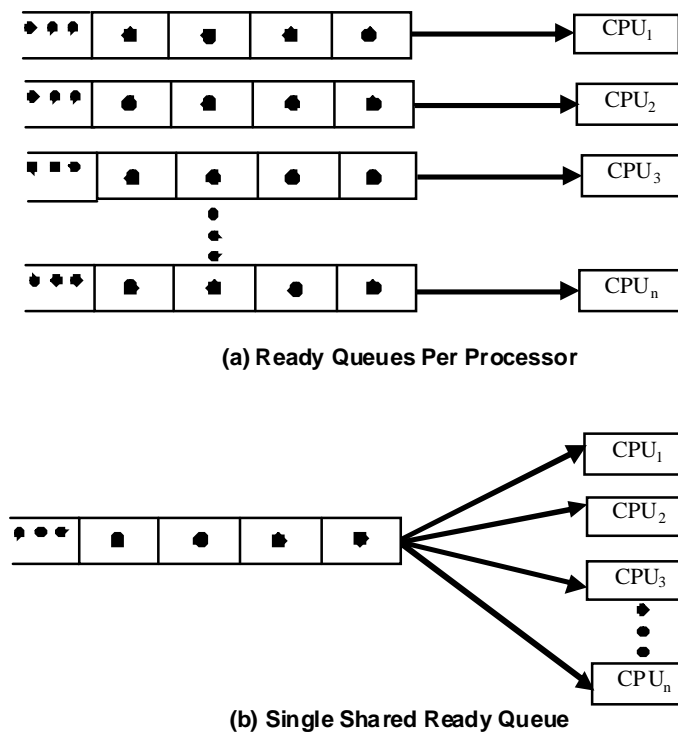 CPU₁
CPU₂
CPU₃
CPUₙ
(a) Ready Queues Per Processor
CPU₁
CPU₂
CPU₃
CPUₙ
(b) Single Shared Ready Queue